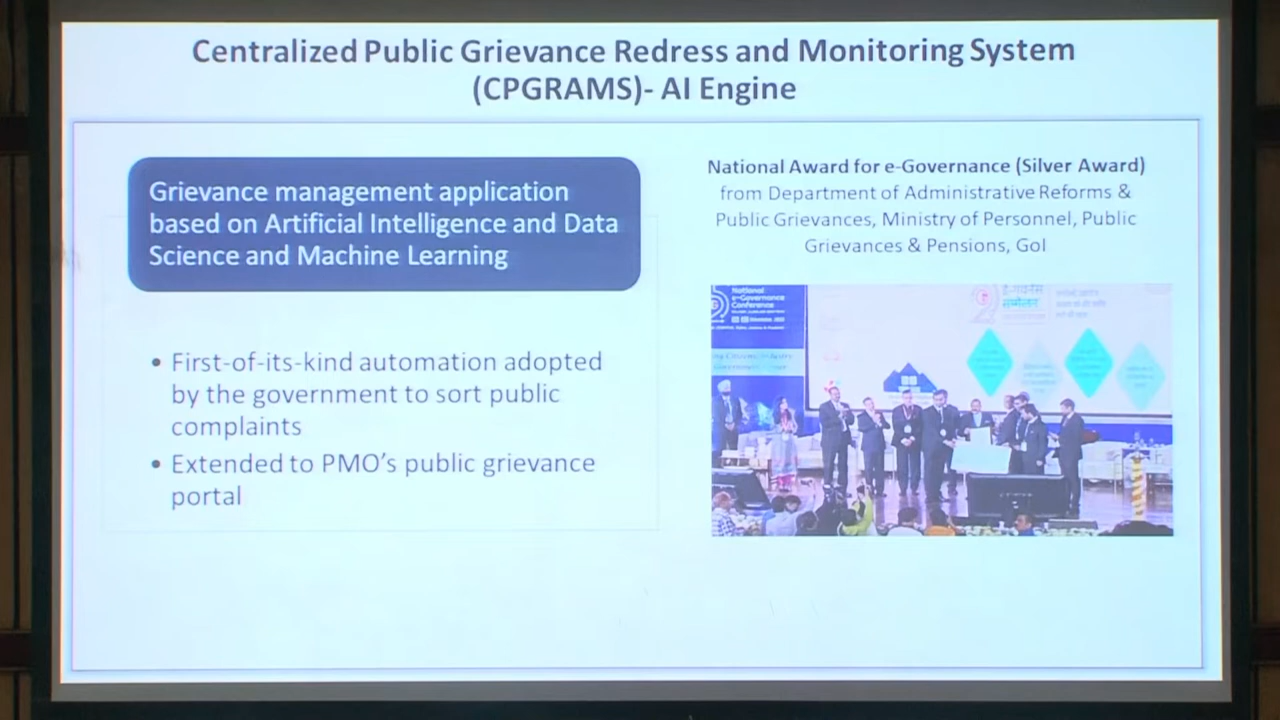 Centralized Public Grievance Redress and Monitoring System
(CPGRAMS)- AI Engine
Grievance management application
based on Artificial Intelligence and Data
Science and Machine Learning
• First-of-its-kind automation adopted
by the government to sort public
complaints
• Extended to PMO’s public grievance
portal
National Award for e-Governance (Silver Award)
from Department of Administrative Reforms &
Public Grievances, Ministry of Personnel, Public
Grievances & Pensions, GoI
National
e-Governance
Conference
ई-गवर्नेंस
सम्मेलन